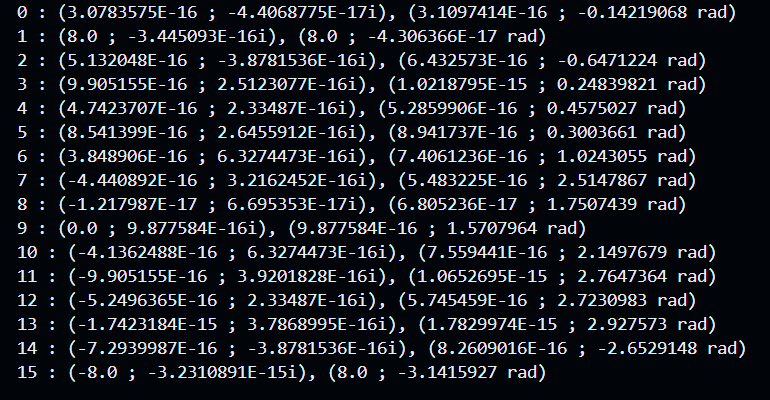 0 : (3.0783575E-16 ; -4.4068775E-17i), (3.1097414E-16 ; -0.14219068 rad)
1 : (8.0 ; -3.445093E-16i), (8.0 ; -4.306366E-17 rad)
2 : (5.132048E-16 ; -3.8781536E-16i), (6.432573E-16 ; -0.6471224 rad)
3 : (9.905155E-16 ; 2.5123077E-16i), (1.0218795E-15 ; 0.24839821 rad)
4 : (4.7423707E-16 ; 2.33487E-16i), (5.2859906E-16 ; 0.4575027 rad)
5 : (8.541399E-16 ; 2.6455912E-16i), (8.941737E-16 ; 0.3003661 rad)
6 : (3.848906E-16 ; 6.3274473E-16i), (7.4061236E-16 ; 1.0243055 rad)
7 : (-4.440892E-16 ; 3.2162452E-16i), (5.483225E-16 ; 2.5147867 rad)
8 : (-1.217987E-17 ; 6.695353E-17i), (6.805236E-17 ; 1.7507439 rad)
9 : (0.0 ; 9.877584E-16i), (9.877584E-16 ; 1.5707964 rad)
10 : (-4.1362488E-16 ; 6.3274473E-16i), (7.559441E-16 ; 2.1497679 rad)
11 : (-9.905155E-16 ; 3.9201828E-16i), (1.0652695E-15 ; 2.7647364 rad)
12 : (-5.2496365E-16 ; 2.33487E-16i), (5.745459E-16 ; 2.7230983 rad)
13 : (-1.7423184E-15 ; 3.7868995E-16i), (1.7829974E-15 ; 2.927573 rad)
14 : (-7.2939987E-16 ; -3.8781536E-16i), (8.2609016E-16 ; -2.6529148 rad)
15 : (-8.0 ; -3.2310891E-15i), (8.0 ; -3.1415927 rad)